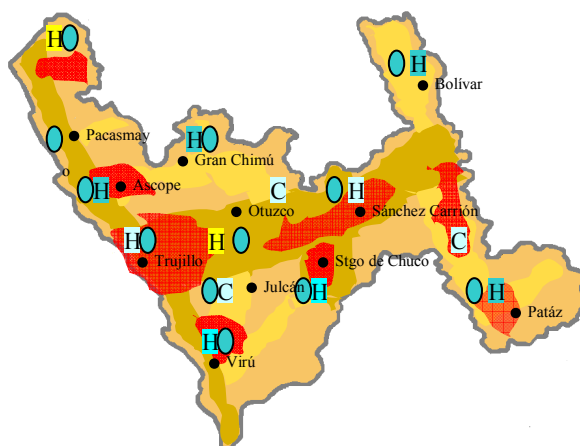 H
H
Bolívar
Pacasmay
o
H
Gran Chimú
H
Ascope
C
H
Otuzco
Sánchez Carrión
H
H
C
Trujillo
Stgo de Chuco
C
Julcán
H
H
Patáz
H
Virú